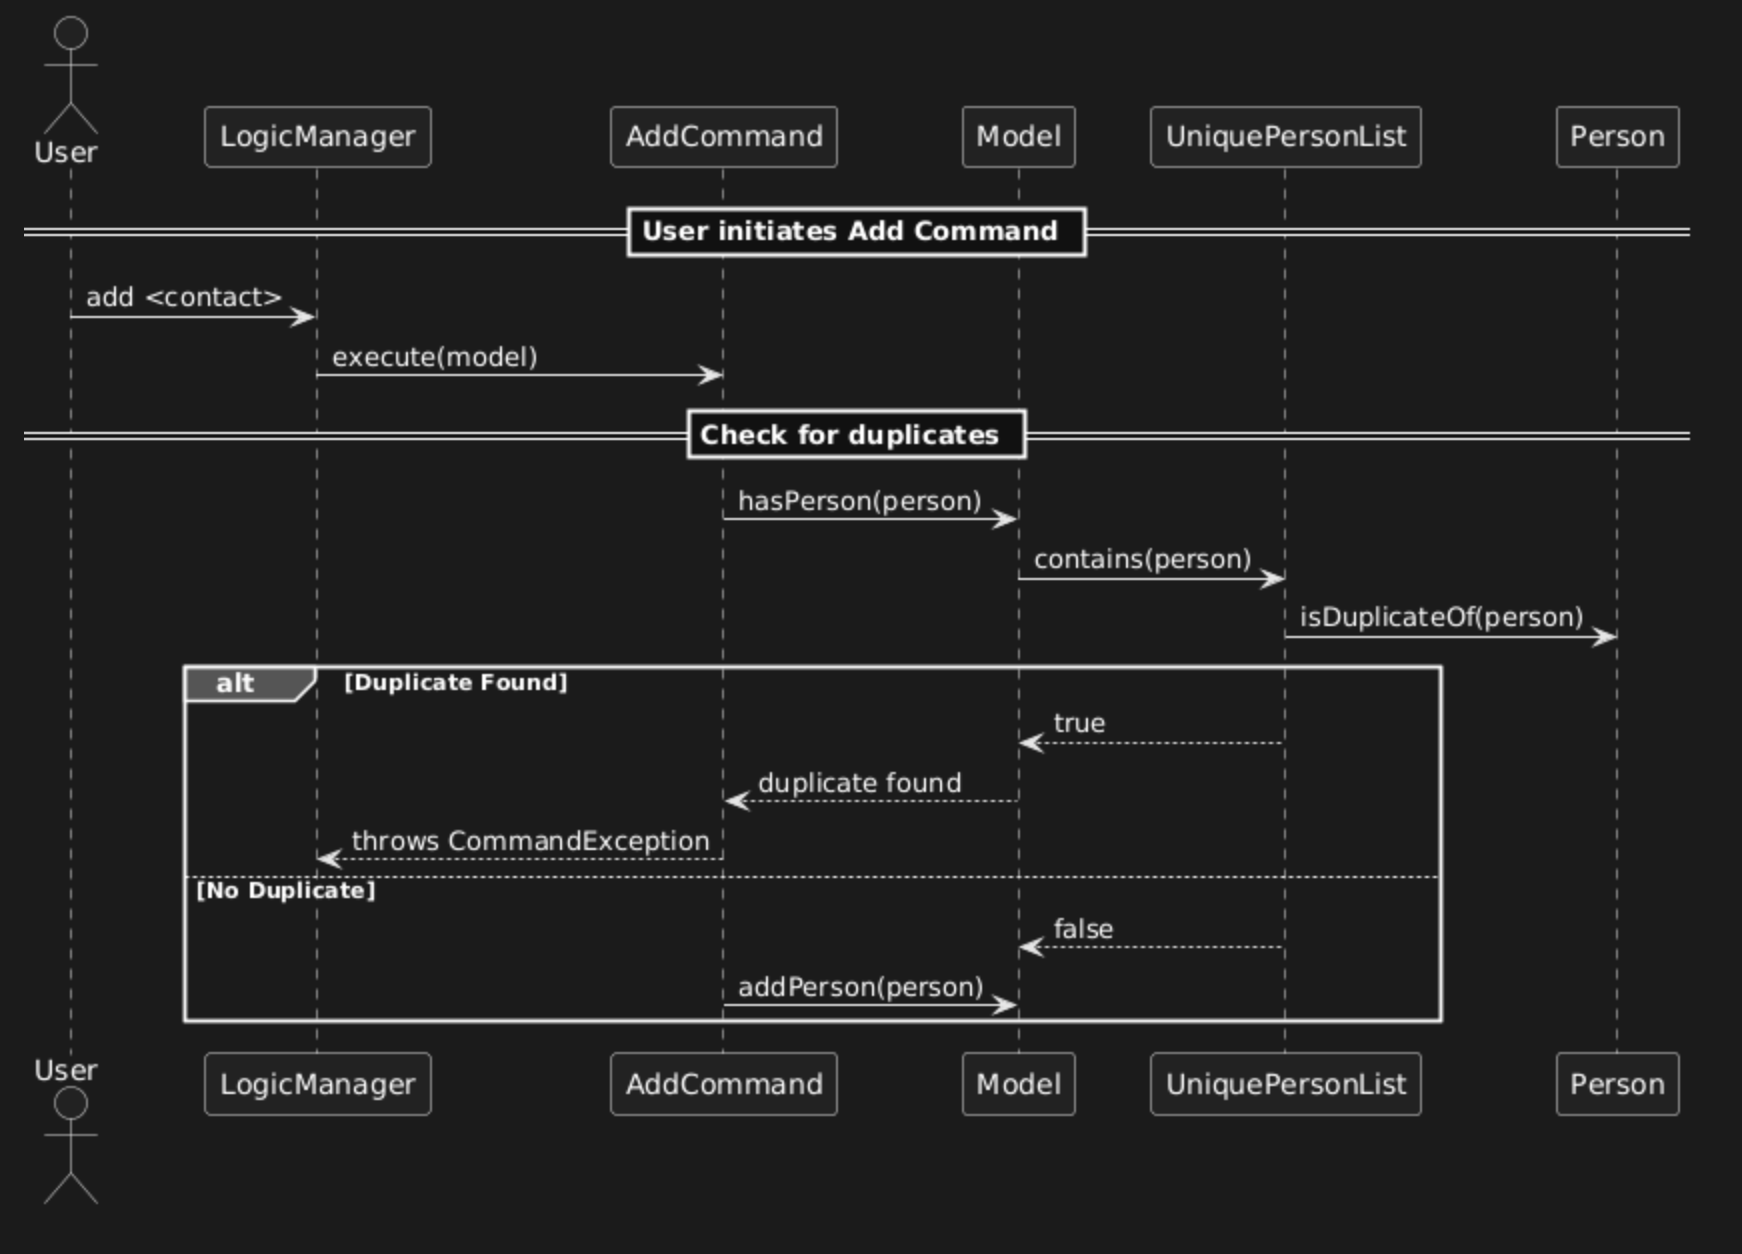 User
LogicManager
AddCommand
Model
UniquePersonList
Person
User initiates Add Command
add <contact>
execute(model)
Check for duplicates
hasPerson(person)
contains(person)
isDuplicateOf(person)
alt
[Duplicate Found]
true
duplicate found
throws CommandException
[No Duplicate]
false
addPerson(person)
User
LogicManager
AddCommand
Model
UniquePersonList
Person